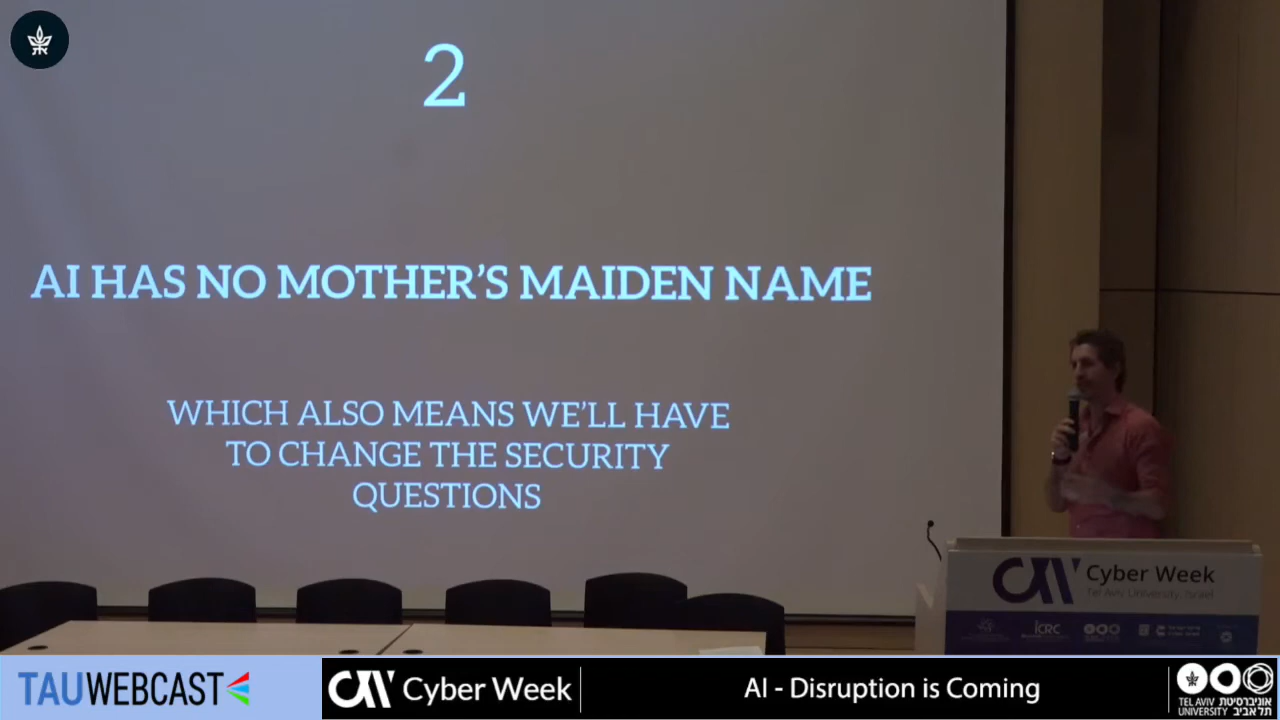 2
AI HAS NO MOTHER'S MAIDEN NAME
WHICH ALSO MEANS WE'LL HAVE
TO CHANGE THE SECURITY
QUESTIONS
Cyber Week
Tel Aviv University, Israel
ICRC
TAUWEBCAST
Cyber Week
AI - Disruption is Coming
TEL AVIV אוניברסיטת
UNIVERSITY תל אביב